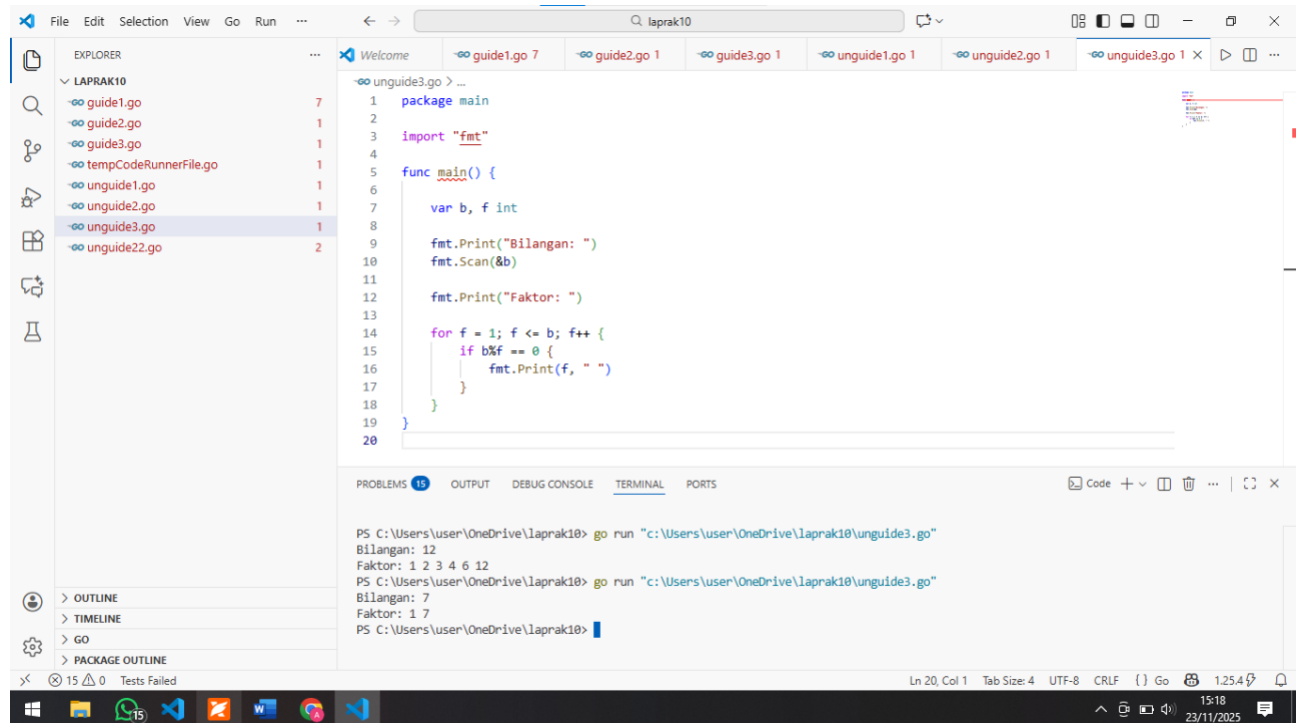 File Edit Selection View Go Run ... laprak10
EXPLORER ...
Welcome guide1.go 7 guide2.go 1 guide3.go 1 unguide1.go 1 unguide2.go 1 unguide3.go 1
LAPRAK10
guide1.go 7
guide2.go 1
guide3.go 1
tempCodeRunnerFile.go 1
unguide1.go 1
unguide2.go 1
unguide3.go 1
unguide22.go 2
OUTLINE
TIMELINE
GO
PACKAGE OUTLINE
unguide3.go > ...
1 package main
2
3 import "fmt"
4
5 func main() {
6
7 var b, f int
8
9 fmt.Print("Bilangan: ")
10 fmt.Scan(&b)
11
12 fmt.Print("Faktor: ")
13
14 for f = 1; f <= b; f++ {
15 if b%f == 0 {
16 fmt.Print(f, " ")
17 }
18 }
19 }
20
PROBLEMS 15 OUTPUT DEBUG CONSOLE TERMINAL PORTS Code
PS C:\Users\user\OneDrive\laprak10> go run "c:\Users\user\OneDrive\laprak10\unguide3.go"
Bilangan: 12
Faktor: 1 2 3 4 6 12
PS C:\Users\user\OneDrive\laprak10> go run "c:\Users\user\OneDrive\laprak10\unguide3.go"
Bilangan: 7
Faktor: 1 7
PS C:\Users\user\OneDrive\laprak10>
15 0 Tests Failed Ln 20, Col 1 Tab Size: 4 UTF-8 CRLF {} Go 1.25.4
15 15:18
23/11/2025